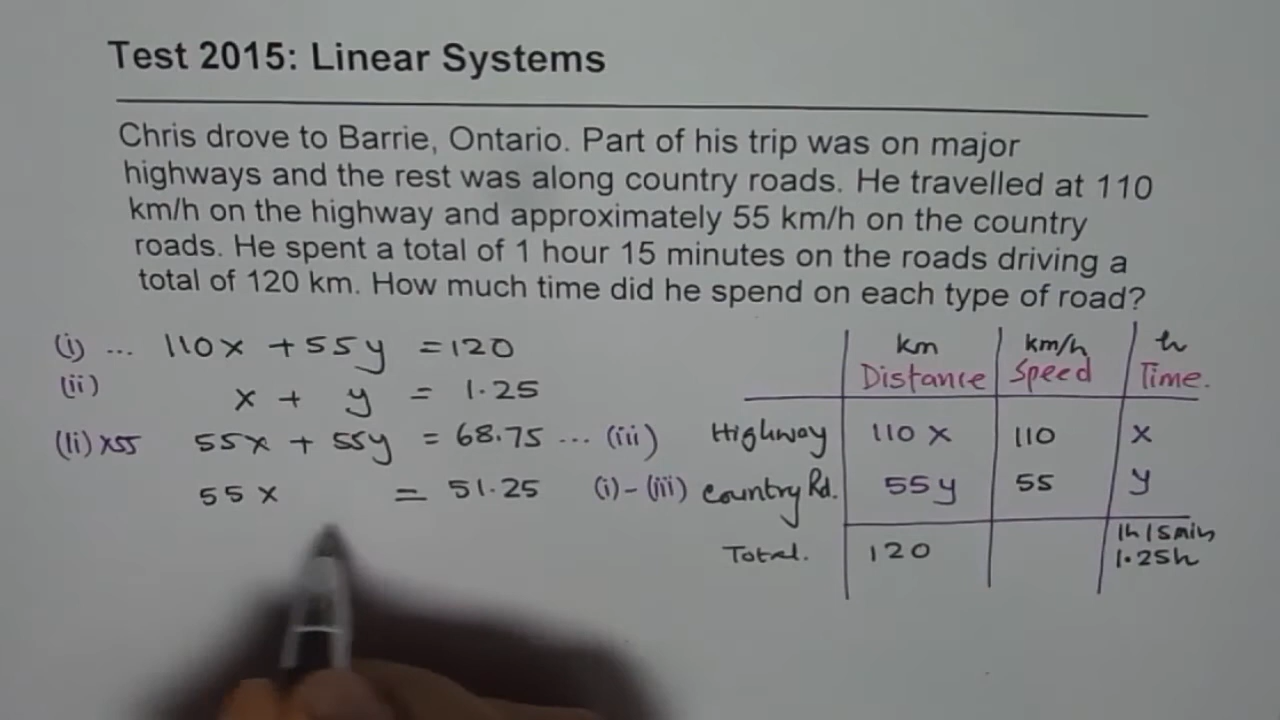 Test 2015: Linear Systems
Chris drove to Barrie, Ontario. Part of his trip was on major
highways and the rest was along country roads. He travelled at 110
km/h on the highway and approximately 55 km/h on the country
roads. He spent a total of 1 hour 15 minutes on the roads driving a
total of 120 km. How much time did he spend on each type of road?
(i) ... 110x + 55y = 120
(ii) x + y = 1.25
(ii) x55 55x + 55y = 68.75 ... (iii)
55x = 51.25 (i) - (iii)
km km/h h
Distance Speed Time.
Highway 110x 110 x
Country Rd. 55y 55 y
Total. 120 1h15min
1.25h